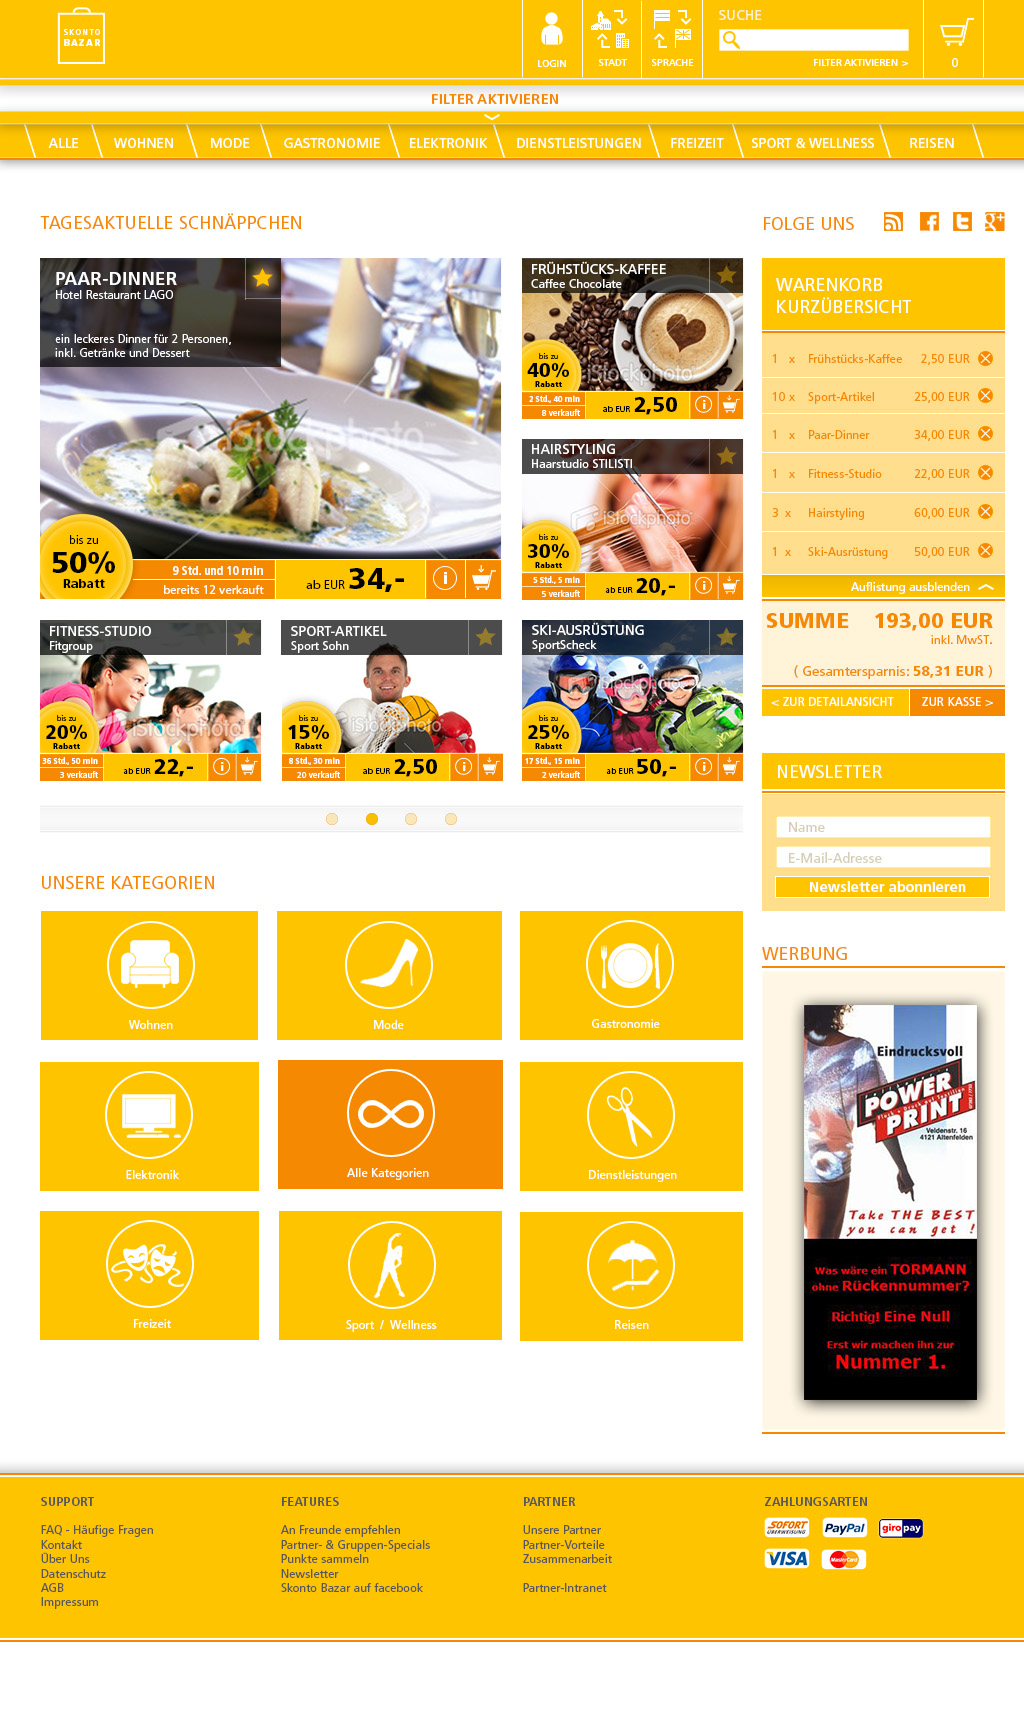 SKONTO
BAZAR
LOGIN
STADT
SPRACHE
SUCHE
FILTER AKTIVIEREN >
0
FILTER AKTIVIEREN
ALLE
WOHNEN
MODE
GASTRONOMIE
ELEKTRONIK
DIENSTLEISTUNGEN
FREIZEIT
SPORT & WELLNESS
REISEN
TAGESAKTUELLE SCHNÄPPCHEN
PAAR-DINNER
Hotel Restaurant LAGO
ein leckeres Dinner für 2 Personen,
inkl. Getränke und Dessert
iStockphoto
bis zu
50%
Rabatt
9 Std. und 10 min
bereits 12 verkauft
ab EUR 34,-
FRÜHSTÜCKS-KAFFEE
Caffee Chocolate
iStockphoto
bis zu
40%
Rabatt
2 Std., 40 min
8 verkauft
ab EUR 2,50
HAIRSTYLING
Haarstudio STILISTI
iStockphoto
bis zu
30%
Rabatt
5 Std., 5 min
5 verkauft
ab EUR 20,-
FITNESS-STUDIO
Fitgroup
iStockphoto
bis zu
20%
Rabatt
36 Std., 50 min
3 verkauft
ab EUR 22,-
SPORT-ARTIKEL
Sport Sohn
iStockphoto
bis zu
15%
Rabatt
8 Std., 30 min
20 verkauft
ab EUR 2,50
SKI-AUSRÜSTUNG
SportScheck
iStockphoto
bis zu
25%
Rabatt
17 Std., 15 min
2 verkauft
ab EUR 50,-
FOLGE UNS
WARENKORB
KURZÜBERSICHT
1 x Frühstücks-Kaffee 2,50 EUR
10 x Sport-Artikel 25,00 EUR
1 x Paar-Dinner 34,00 EUR
1 x Fitness-Studio 22,00 EUR
3 x Hairstyling 60,00 EUR
1 x Ski-Ausrüstung 50,00 EUR
Auflistung ausblenden
SUMME 193,00 EUR
inkl. MwST.
( Gesamtersparnis: 58,31 EUR )
< ZUR DETAILANSICHT
ZUR KASSE >
NEWSLETTER
Name
E-Mail-Adresse
Newsletter abonnieren
UNSERE KATEGORIEN
Wohnen
Mode
Gastronomie
Elektronik
Alle Kategorien
Dienstleistungen
Freizeit
Sport / Wellness
Reisen
WERBUNG
Eindrucksvoll
POWER
PRINT
Veldenstr. 16
4121 Altenfelden
Take THE BEST
you can get !
Was wäre ein TORMANN
ohne Rückennummer?
Richtig! Eine Null
Erst wir machen ihn zur
Nummer 1.
SUPPORT
FAQ - Häufige Fragen
Kontakt
Über Uns
Datenschutz
AGB
Impressum
FEATURES
An Freunde empfehlen
Partner- & Gruppen-Specials
Punkte sammeln
Newsletter
Skonto Bazar auf facebook
PARTNER
Unsere Partner
Partner-Vorteile
Zusammenarbeit
Partner-Intranet
ZAHLUNGSARTEN
SOFORT
ÜBERWEISUNG
PayPal
giropay
VISA
MasterCard